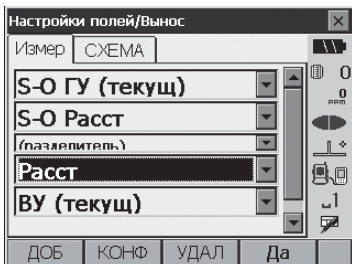 Настройки полей/Вынос
Измер СХЕМА
S-O ГУ (текущ)
0
S-O Расст
0
PPM
(разделитель)
Расст
ВУ (текущ)
1
ДОБ КОНФ УДАЛ Да